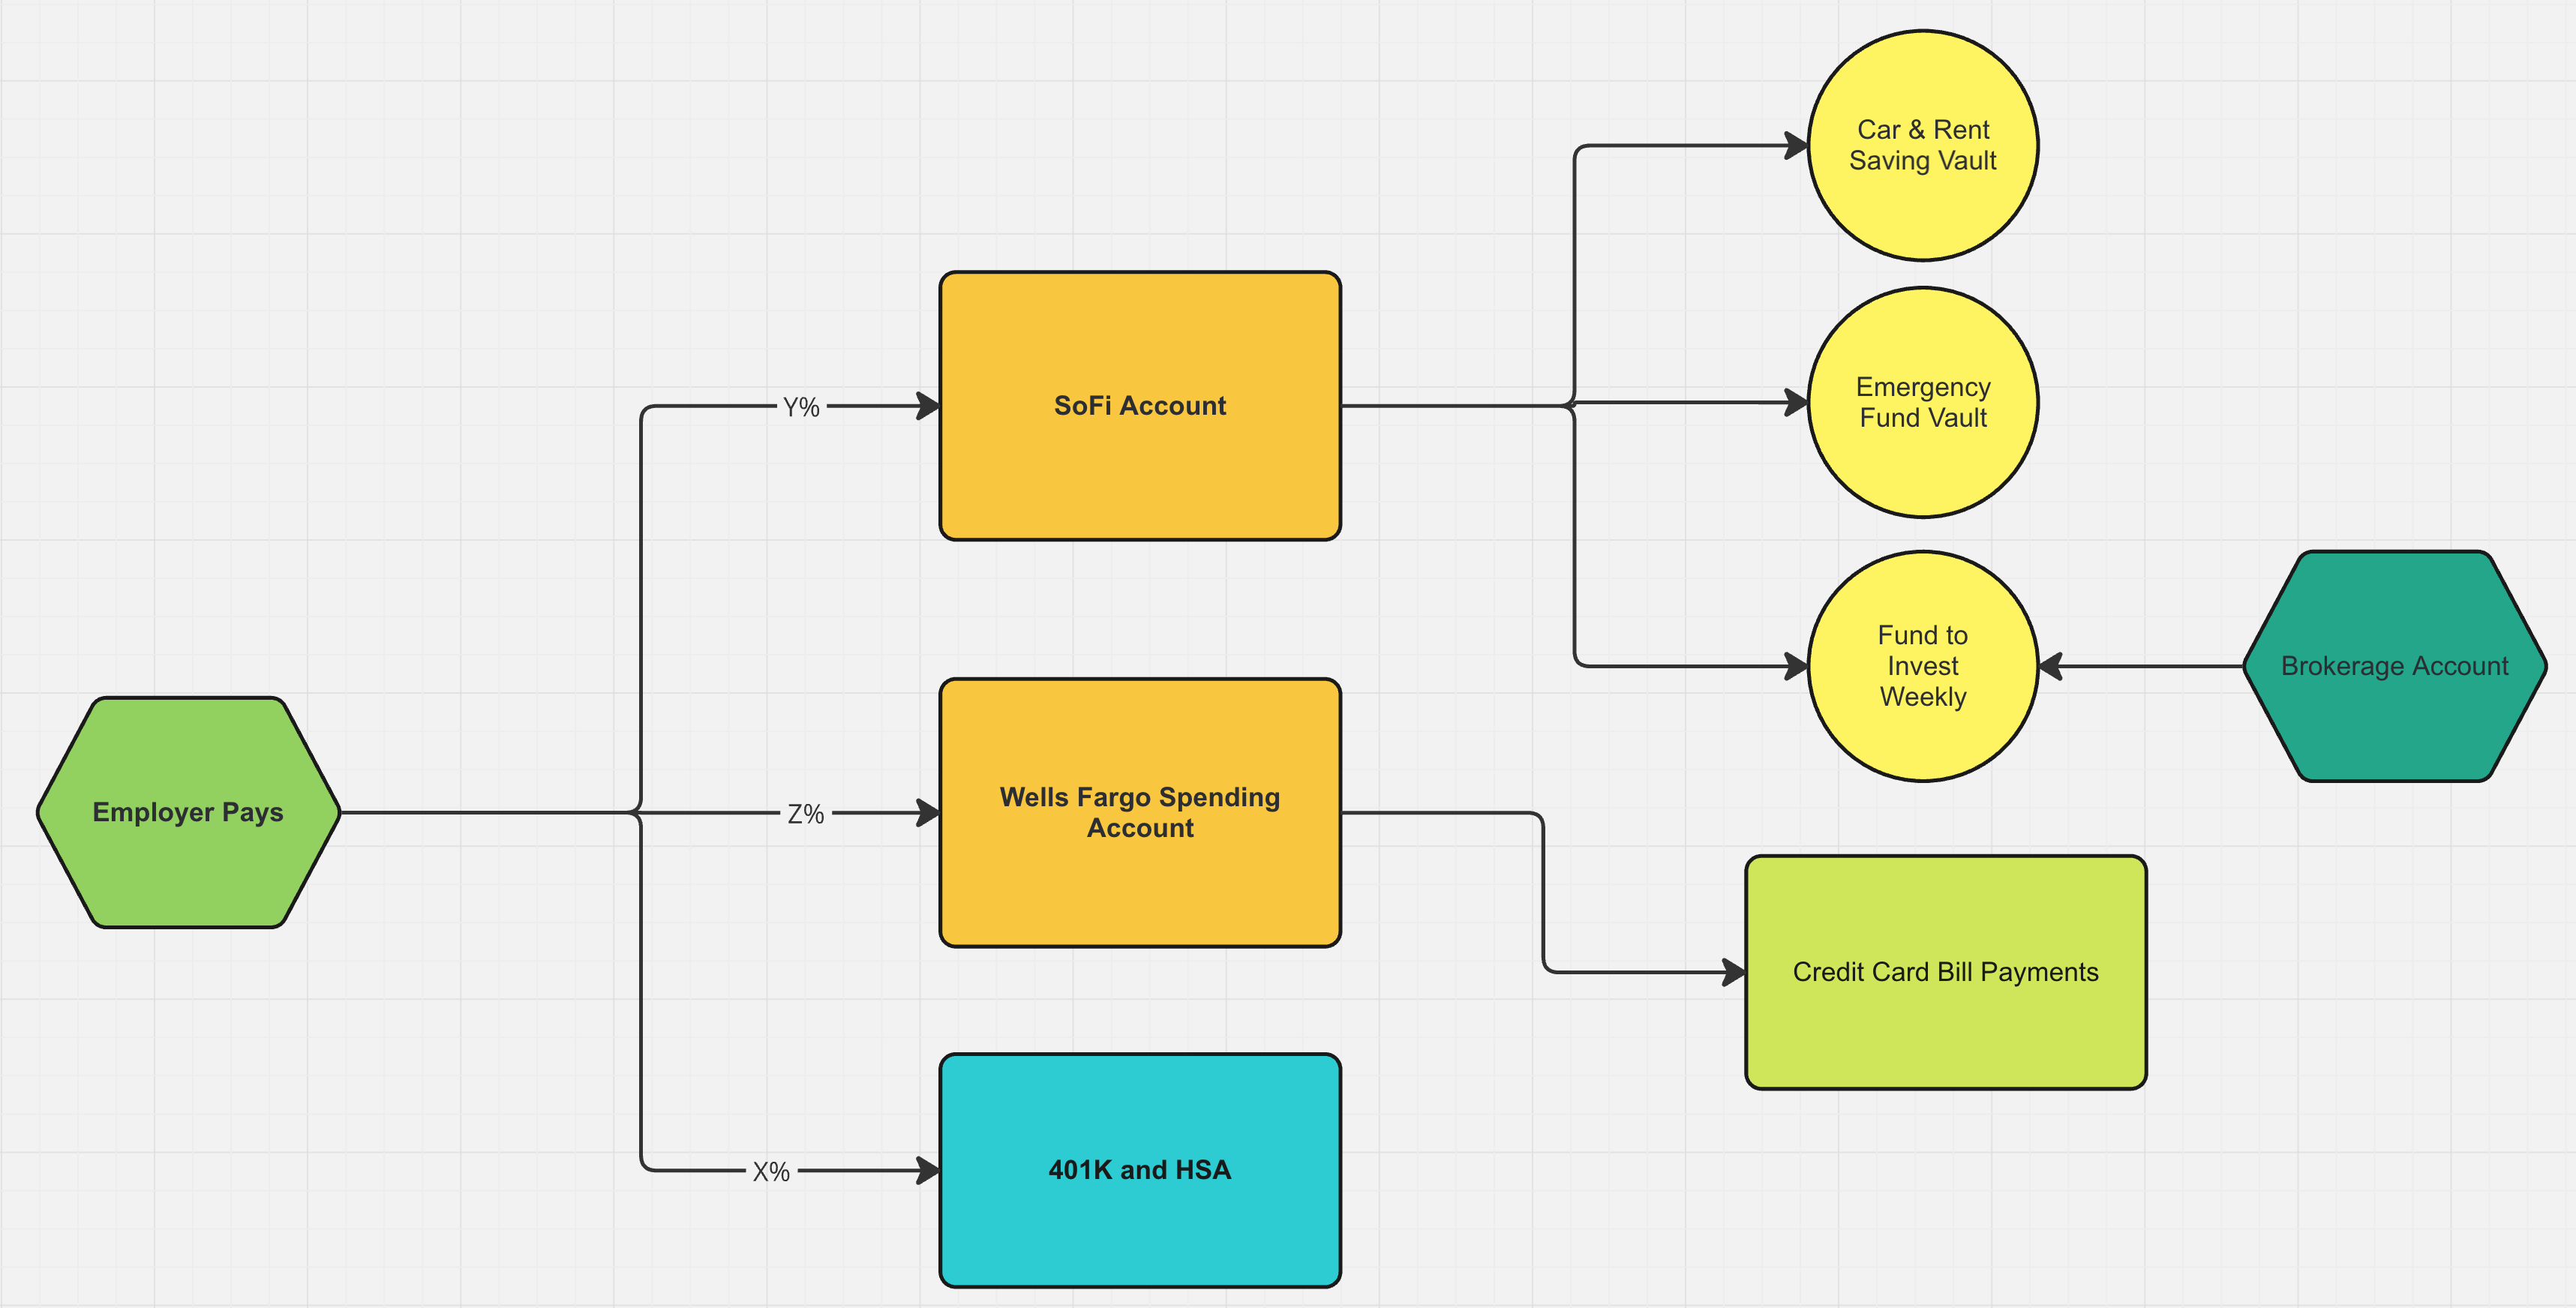 Employer Pays
Y%
Z%
X%
SoFi Account
Wells Fargo Spending
Account
401K and HSA
Car & Rent
Saving Vault
Emergency
Fund Vault
Fund to
Invest
Weekly
Brokerage Account
Credit Card Bill Payments